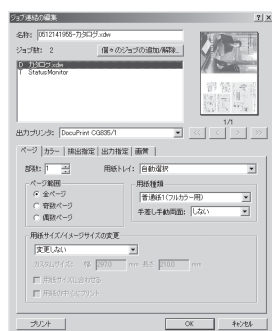 ジョブ連結の編集
名称: 0512141955-カタログ.xdw
ジョブ数: 2
個々のジョブの追加/解除...
D カタログ.xdw
T StatusMonitor
1/1
出力プリンタ: DocuPrint CG835/1
<< < > >>
ページ カラー 排出指定 出力指定 画質
部数: 1
用紙トレイ: 自動選択
ページ範囲
全ページ
奇数ページ
偶数ページ
用紙種類
普通紙1(フルカラー用)
手差し手動両面: しない
用紙サイズ/イメージサイズの変更
変更しない
カスタムサイズ: 幅 297.0 mm 長さ 210.0 mm
用紙サイズに合わせる
用紙の中心にプリント
プリント
OK
キャンセル